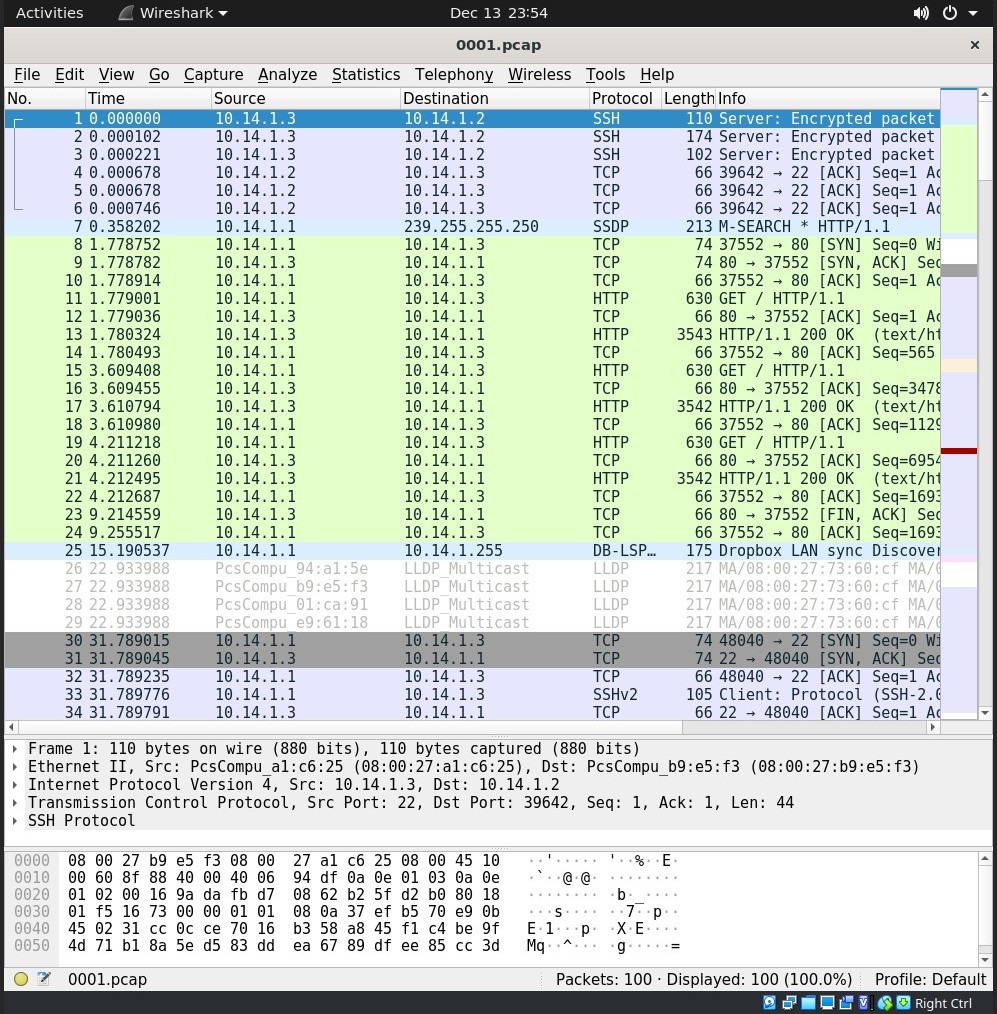 Activities Wireshark Dec 13 23:54
0001.pcap ×
File Edit View Go Capture Analyze Statistics Telephony Wireless Tools Help
No. Time Source Destination Protocol Length Info
1 0.000000 10.14.1.3 10.14.1.2 SSH 110 Server: Encrypted packet
2 0.000102 10.14.1.3 10.14.1.2 SSH 174 Server: Encrypted packet
3 0.000221 10.14.1.3 10.14.1.2 SSH 102 Server: Encrypted packet
4 0.000678 10.14.1.2 10.14.1.3 TCP 66 39642 → 22 [ACK] Seq=1 Ac
5 0.000678 10.14.1.2 10.14.1.3 TCP 66 39642 → 22 [ACK] Seq=1 Ac
6 0.000746 10.14.1.2 10.14.1.3 TCP 66 39642 → 22 [ACK] Seq=1 Ac
7 0.358202 10.14.1.1 239.255.255.250 SSDP 213 M-SEARCH * HTTP/1.1
8 1.778752 10.14.1.1 10.14.1.3 TCP 74 37552 → 80 [SYN] Seq=0 Wi
9 1.778782 10.14.1.3 10.14.1.1 TCP 74 80 → 37552 [SYN, ACK] Seq
10 1.778914 10.14.1.1 10.14.1.3 TCP 66 37552 → 80 [ACK] Seq=1 Ac
11 1.779001 10.14.1.1 10.14.1.3 HTTP 630 GET / HTTP/1.1
12 1.779036 10.14.1.3 10.14.1.1 TCP 66 80 → 37552 [ACK] Seq=1 Ac
13 1.780324 10.14.1.3 10.14.1.1 HTTP 3543 HTTP/1.1 200 OK (text/ht
14 1.780493 10.14.1.1 10.14.1.3 TCP 66 37552 → 80 [ACK] Seq=565
15 3.609408 10.14.1.1 10.14.1.3 HTTP 630 GET / HTTP/1.1
16 3.609455 10.14.1.3 10.14.1.1 TCP 66 80 → 37552 [ACK] Seq=3478
17 3.610794 10.14.1.3 10.14.1.1 HTTP 3542 HTTP/1.1 200 OK (text/ht
18 3.610980 10.14.1.1 10.14.1.3 TCP 66 37552 → 80 [ACK] Seq=1129
19 4.211218 10.14.1.1 10.14.1.3 HTTP 630 GET / HTTP/1.1
20 4.211260 10.14.1.3 10.14.1.1 TCP 66 80 → 37552 [ACK] Seq=6954
21 4.212495 10.14.1.3 10.14.1.1 HTTP 3542 HTTP/1.1 200 OK (text/ht
22 4.212687 10.14.1.1 10.14.1.3 TCP 66 37552 → 80 [ACK] Seq=1693
23 9.214559 10.14.1.3 10.14.1.1 TCP 66 80 → 37552 [FIN, ACK] Seq
24 9.255517 10.14.1.1 10.14.1.3 TCP 66 37552 → 80 [ACK] Seq=1693
25 15.190537 10.14.1.1 10.14.1.255 DB-LSP… 175 Dropbox LAN sync Discover
26 22.933988 PcsCompu_94:a1:5e LLDP_Multicast LLDP 217 MA/08:00:27:73:60:cf MA/0
27 22.933988 PcsCompu_b9:e5:f3 LLDP_Multicast LLDP 217 MA/08:00:27:73:60:cf MA/0
28 22.933988 PcsCompu_01:ca:91 LLDP_Multicast LLDP 217 MA/08:00:27:73:60:cf MA/0
29 22.933988 PcsCompu_e9:61:18 LLDP_Multicast LLDP 217 MA/08:00:27:73:60:cf MA/0
30 31.789015 10.14.1.1 10.14.1.3 TCP 74 48040 → 22 [SYN] Seq=0 Wi
31 31.789045 10.14.1.3 10.14.1.1 TCP 74 22 → 48040 [SYN, ACK] Seq
32 31.789235 10.14.1.1 10.14.1.3 TCP 66 48040 → 22 [ACK] Seq=1 Ac
33 31.789776 10.14.1.1 10.14.1.3 SSHv2 105 Client: Protocol (SSH-2.0
34 31.789791 10.14.1.3 10.14.1.1 TCP 66 22 → 48040 [ACK] Seq=1 Ac
Frame 1: 110 bytes on wire (880 bits), 110 bytes captured (880 bits)
Ethernet II, Src: PcsCompu_a1:c6:25 (08:00:27:a1:c6:25), Dst: PcsCompu_b9:e5:f3 (08:00:27:b9:e5:f3)
Internet Protocol Version 4, Src: 10.14.1.3, Dst: 10.14.1.2
Transmission Control Protocol, Src Port: 22, Dst Port: 39642, Seq: 1, Ack: 1, Len: 44
SSH Protocol
0000 08 00 27 b9 e5 f3 08 00 27 a1 c6 25 08 00 45 10 ··'····· '··%··E·
0010 00 60 8f 88 40 00 40 06 94 df 0a 0e 01 03 0a 0e ·`··@·@· ········
0020 01 02 00 16 9a da fb d7 08 62 b2 5f d2 b0 80 18 ········ ·b·_····
0030 01 f5 16 73 00 00 01 01 08 0a 37 ef b5 70 e9 0b ···s···· ··7··p··
0040 45 02 31 cc 0c ce 70 16 b3 58 a8 45 f1 c4 be 9f E·1···p· ·X·E····
0050 4d 71 b1 8a 5e d5 83 dd ea 67 89 df ee 85 cc 3d Mq··^··· ·g·····=
0001.pcap Packets: 100 · Displayed: 100 (100.0%) Profile: Default
Right Ctrl